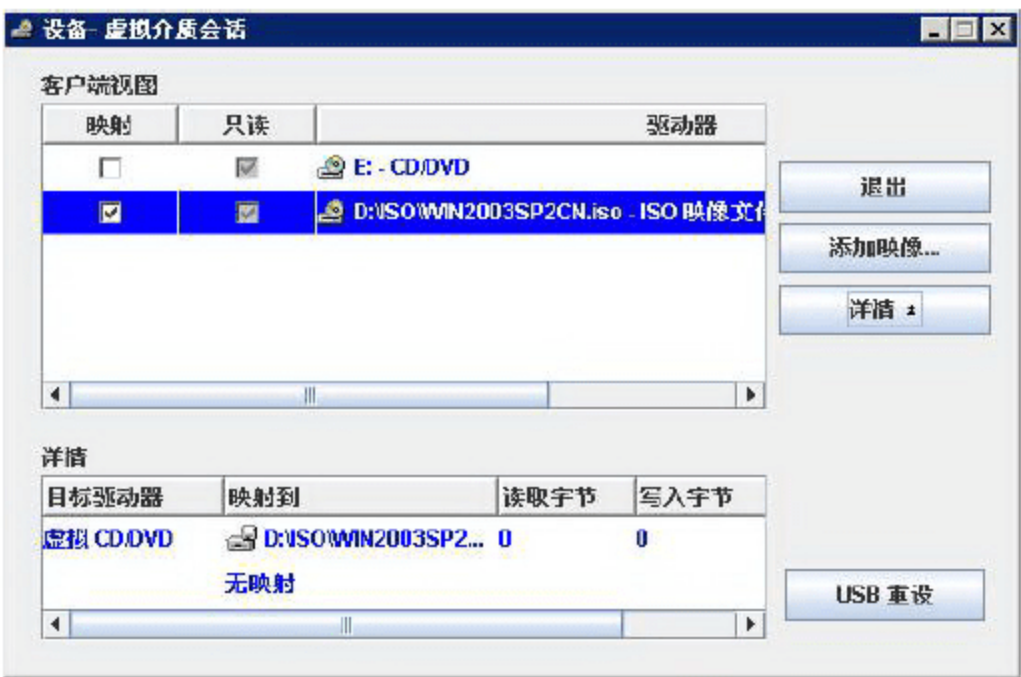 设备- 虚拟介质会话
客户端视图
映射 只读 驱动器
E: - CD/DVD
D:\ISO\WIN2003SP2CN.iso - ISO 映像文件
退出
添加映像...
详情
详情
目标驱动器 映射到 读取字节 写入字节
虚拟 CD/DVD D:\ISO\WIN2003SP2... 0 0
无映射
USB 重设